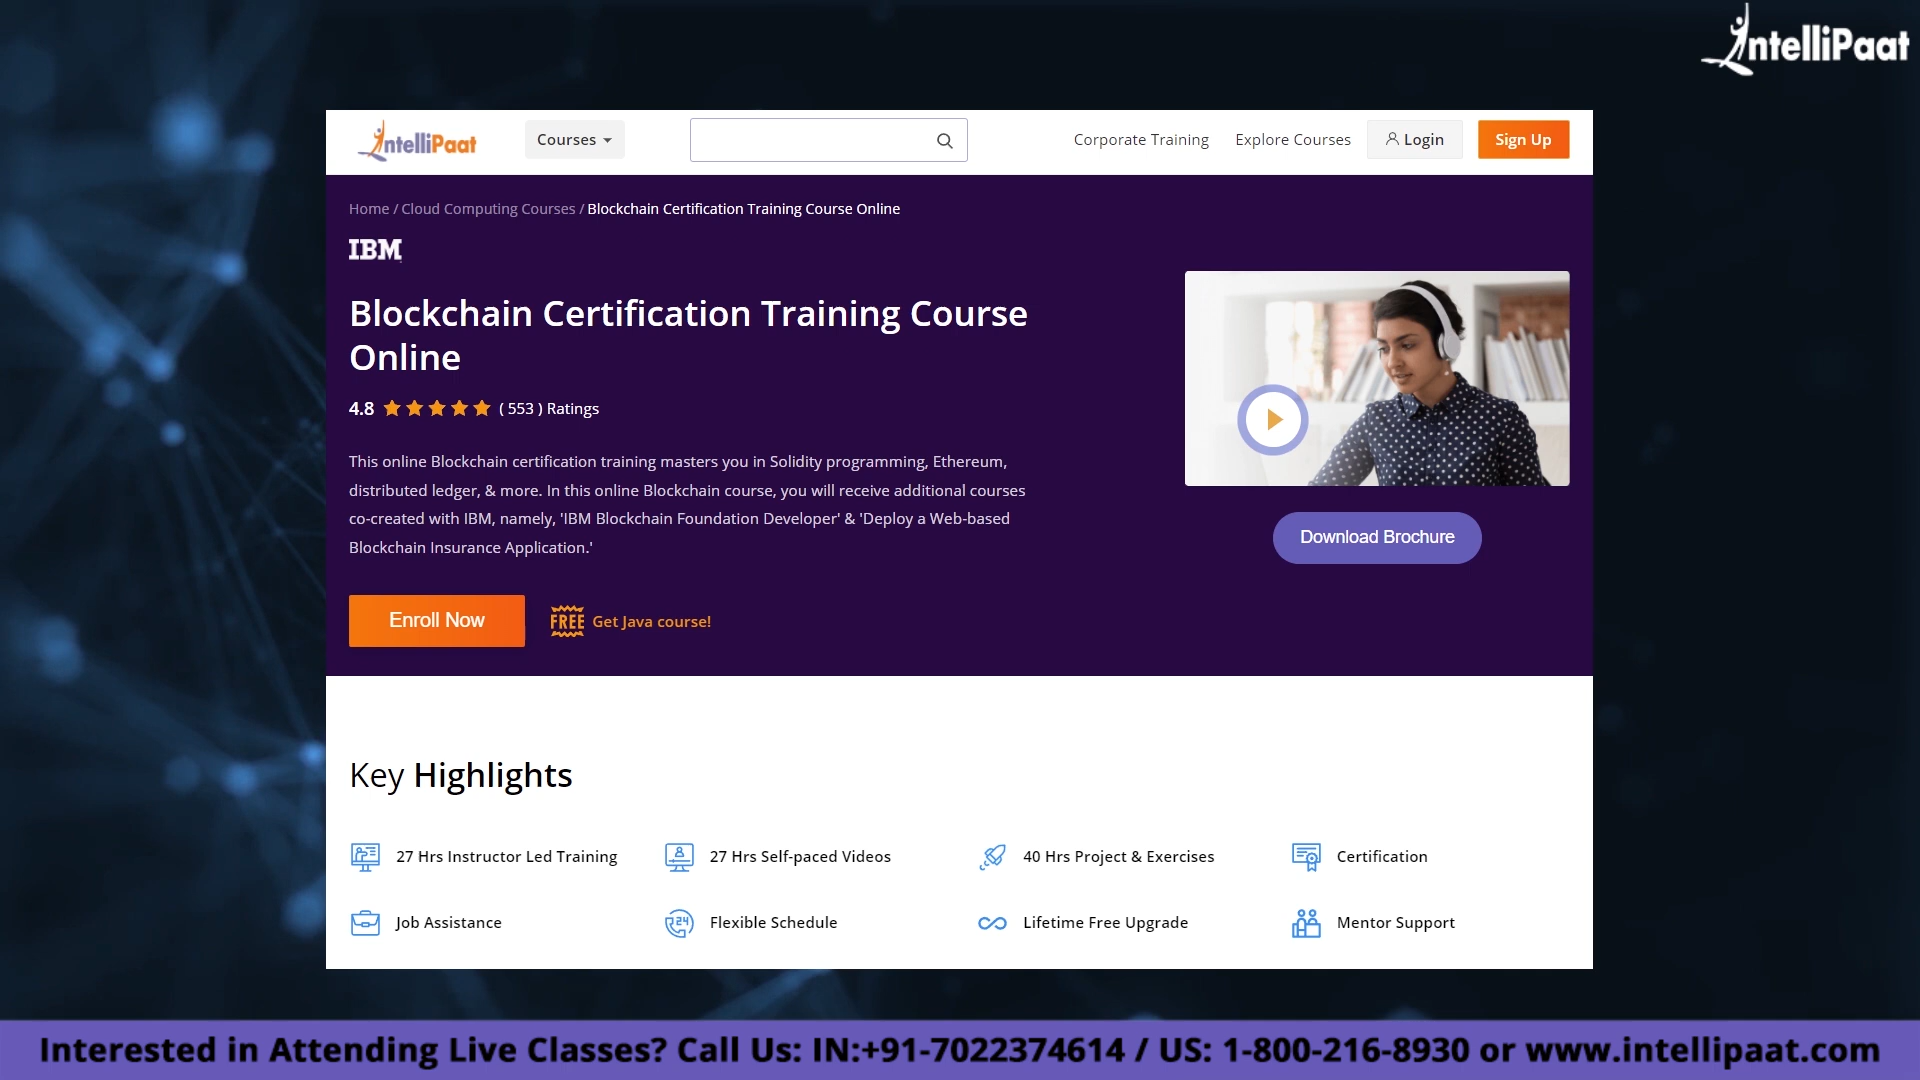 IntelliPaat
IntelliPaat
Courses
Corporate Training
Explore Courses
Login
Sign Up
Home / Cloud Computing Courses / Blockchain Certification Training Course Online
IBM
Blockchain Certification Training Course
Online
4.8 ( 553 ) Ratings
This online Blockchain certification training masters you in Solidity programming, Ethereum,
distributed ledger, & more. In this online Blockchain course, you will receive additional courses
co-created with IBM, namely, 'IBM Blockchain Foundation Developer' & 'Deploy a Web-based
Blockchain Insurance Application.'
Download Brochure
Enroll Now
FREE Get Java course!
Key Highlights
27 Hrs Instructor Led Training
27 Hrs Self-paced Videos
40 Hrs Project & Exercises
Certification
Job Assistance
24
Flexible Schedule
Lifetime Free Upgrade
Mentor Support
Interested in Attending Live Classes? Call Us: IN:+91-7022374614 / US: 1-800-216-8930 or www.intellipaat.com